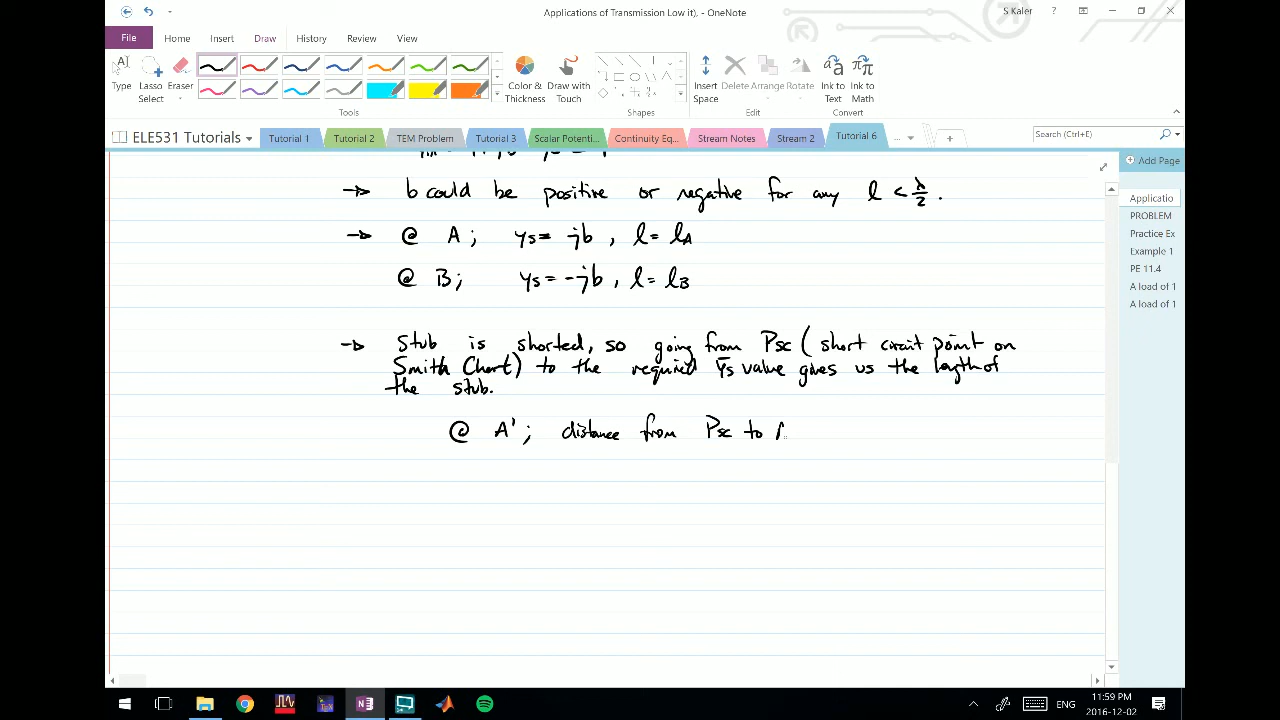 Applications of Transmission Low it), - OneNote
S Kaler
File Home Insert Draw History Review View
Type
Lasso Select
Eraser
Color & Thickness
Draw with Touch
Insert Space
Delete
Arrange
Rotate
Ink to Text
Ink to Math
Tools
Shapes
Edit
Convert
ELE531 Tutorials
Tutorial 1
Tutorial 2
TEM Problem
Tutorial 3
Scalar Potenti...
Continuity Eq...
Stream Notes
Stream 2
Tutorial 6
...
Search (Ctrl+E)
Add Page
Applicatio
PROBLEM
Practice Ex
Example 1
PE 11.4
A load of 1
A load of 1
→ b could be positive or negative for any l < λ/2 .
→ @ A ; ys = jb , l = lA
@ B ; ys = -jb , l = lB
→ Stub is shorted, so going from Psc ( short circuit point on
Smith Chart) to the required ȳs value gives us the length of
the stub.
@ A' ; distance from Psc to
ENG
11:59 PM
2016-12-02